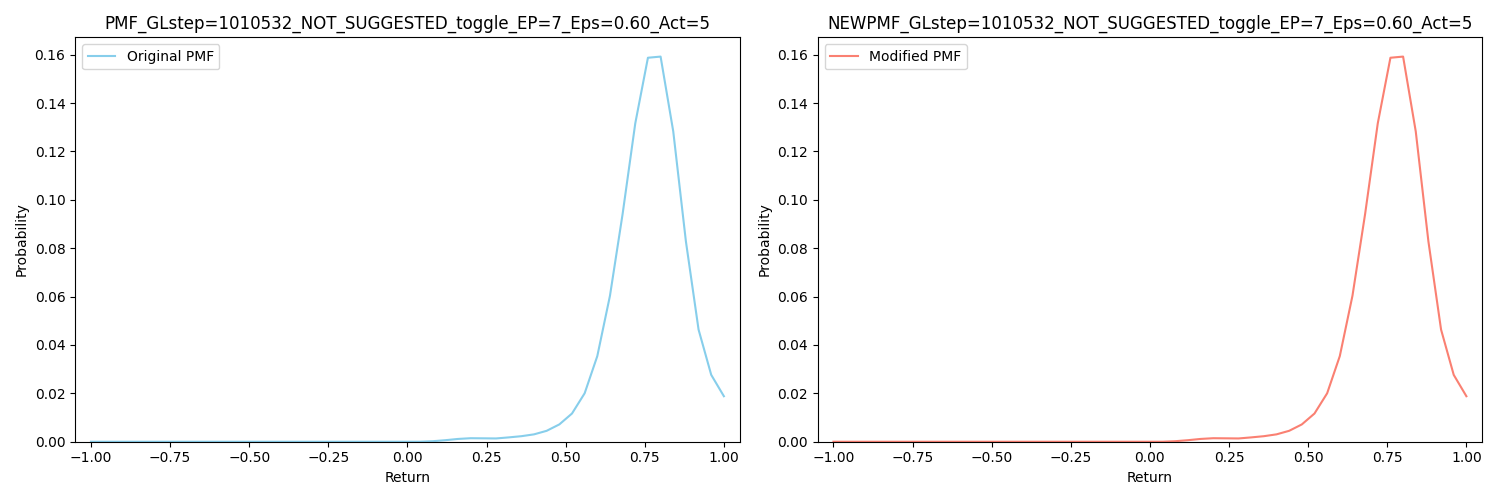 PMF_GLstep=1010532_NOT_SUGGESTED_toggle_EP=7_Eps=0.60_Act=5
Original PMF
0.16
0.14
0.12
0.10
0.08
0.06
0.04
0.02
0.00
Probability
−1.00 −0.75 −0.50 −0.25 0.00 0.25 0.50 0.75 1.00
Return
NEWPMF_GLstep=1010532_NOT_SUGGESTED_toggle_EP=7_Eps=0.60_Act=5
Modified PMF
0.16
0.14
0.12
0.10
0.08
0.06
0.04
0.02
0.00
Probability
−1.00 −0.75 −0.50 −0.25 0.00 0.25 0.50 0.75 1.00
Return